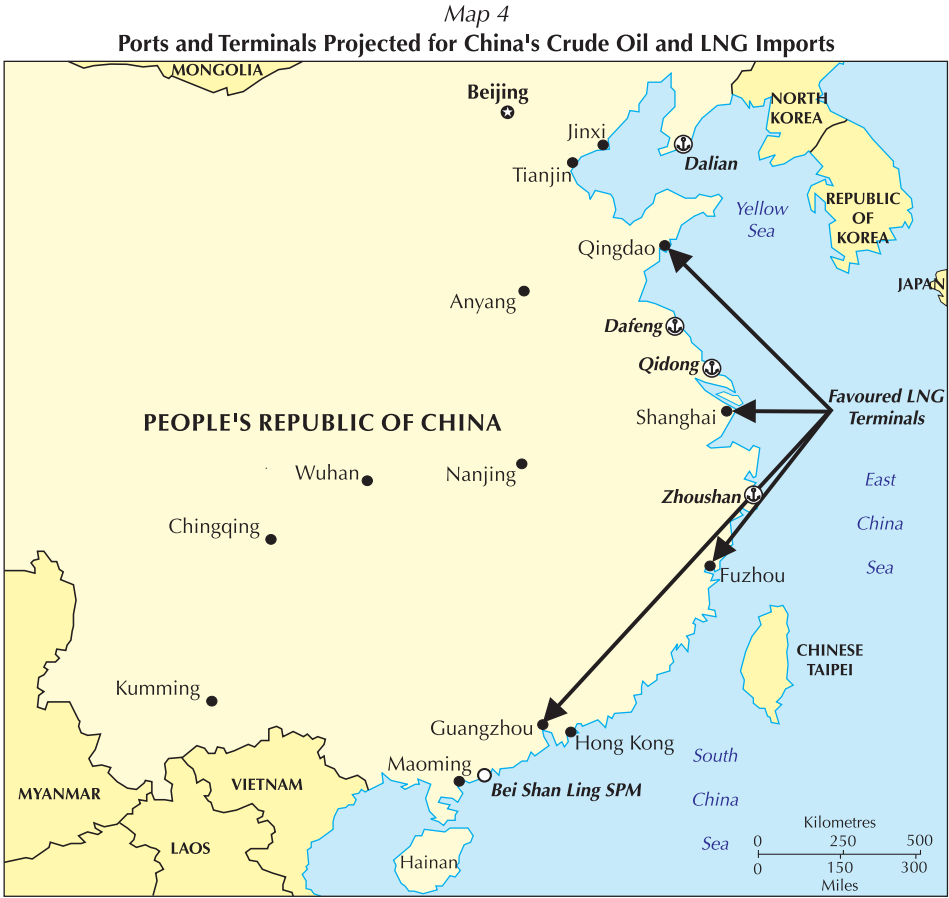 Map 4
Ports and Terminals Projected for China's Crude Oil and LNG Imports
MONGOLIA
Beijing
NORTH
KOREA
Jinxi
Dalian
Tianjin
Yellow
Sea
REPUBLIC
OF
KOREA
Qingdao
JAPAN
Anyang
Dafeng
Qidong
Favoured LNG
Terminals
Shanghai
PEOPLE'S REPUBLIC OF CHINA
Wuhan
Nanjing
East
China
Sea
Zhoushan
Chingqing
Fuzhou
CHINESE
TAIPEI
Kumming
Guangzhou
Hong Kong
South
China
Sea
Maoming
Bei Shan Ling SPM
MYANMAR
VIETNAM
LAOS
Hainan
Kilometres
0 250 500
0 150 300
Miles